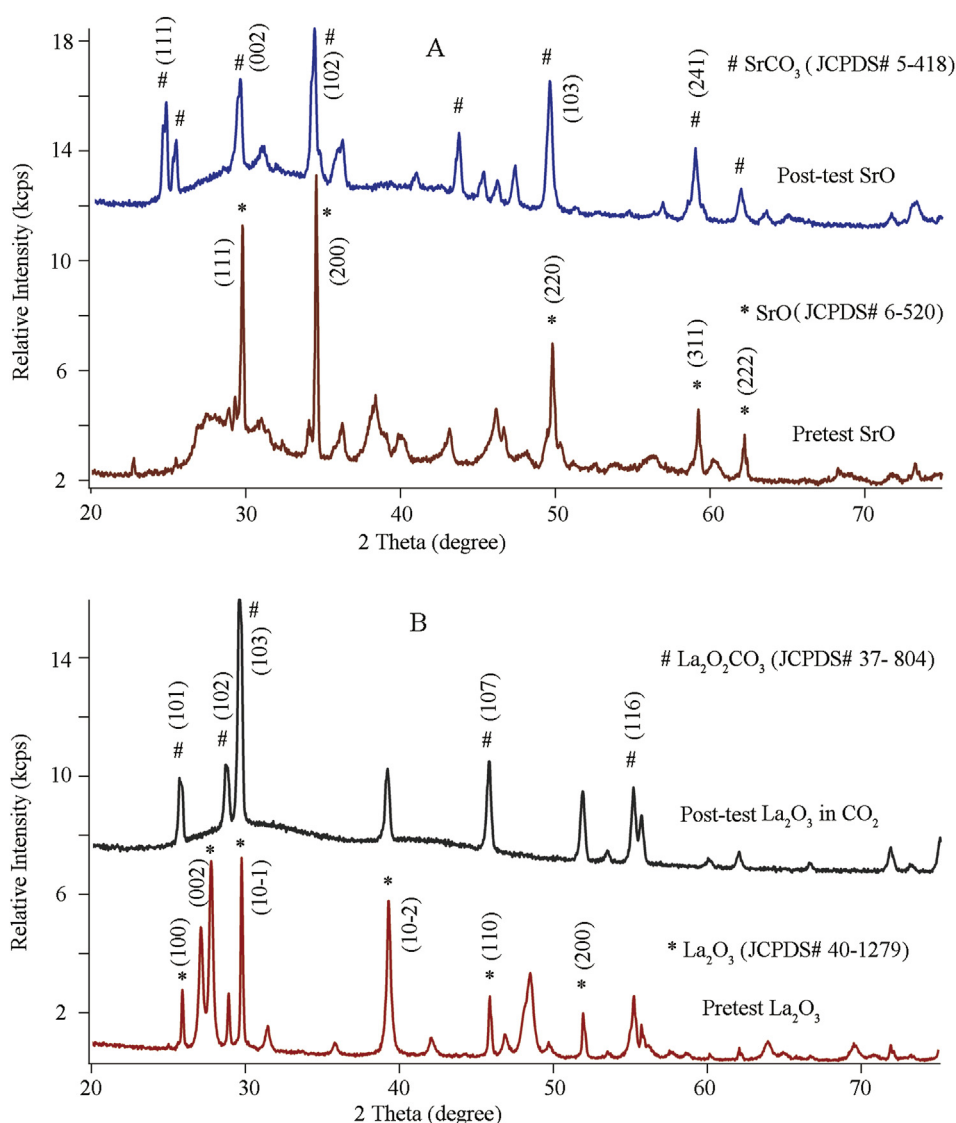 A
18
14
10
6
2
Relative Intensity (kcps)
# (111)
#
# (002)
# (102)
#
# (103)
# (241)
#
# SrCO₃ (JCPDS# 5-418)
Post-test SrO
* (111)
* (200)
(220) *
(311) *
(222) *
* SrO (JCPDS# 6-520)
Pretest SrO
20 30 40 50 60 70
2 Theta (degree)
B
14
10
6
2
Relative Intensity (kcps)
# (101)
# (102)
# (103)
(107) #
# (116)
# La₂O₂CO₃ (JCPDS# 37- 804)
Post-test La₂O₃ in CO₂
* (100)
(002) *
* (10-1)
* (10-2)
* (110)
* (200)
* La₂O₃ (JCPDS# 40-1279)
Pretest La₂O₃
20 30 40 50 60 70
2 Theta (degree)